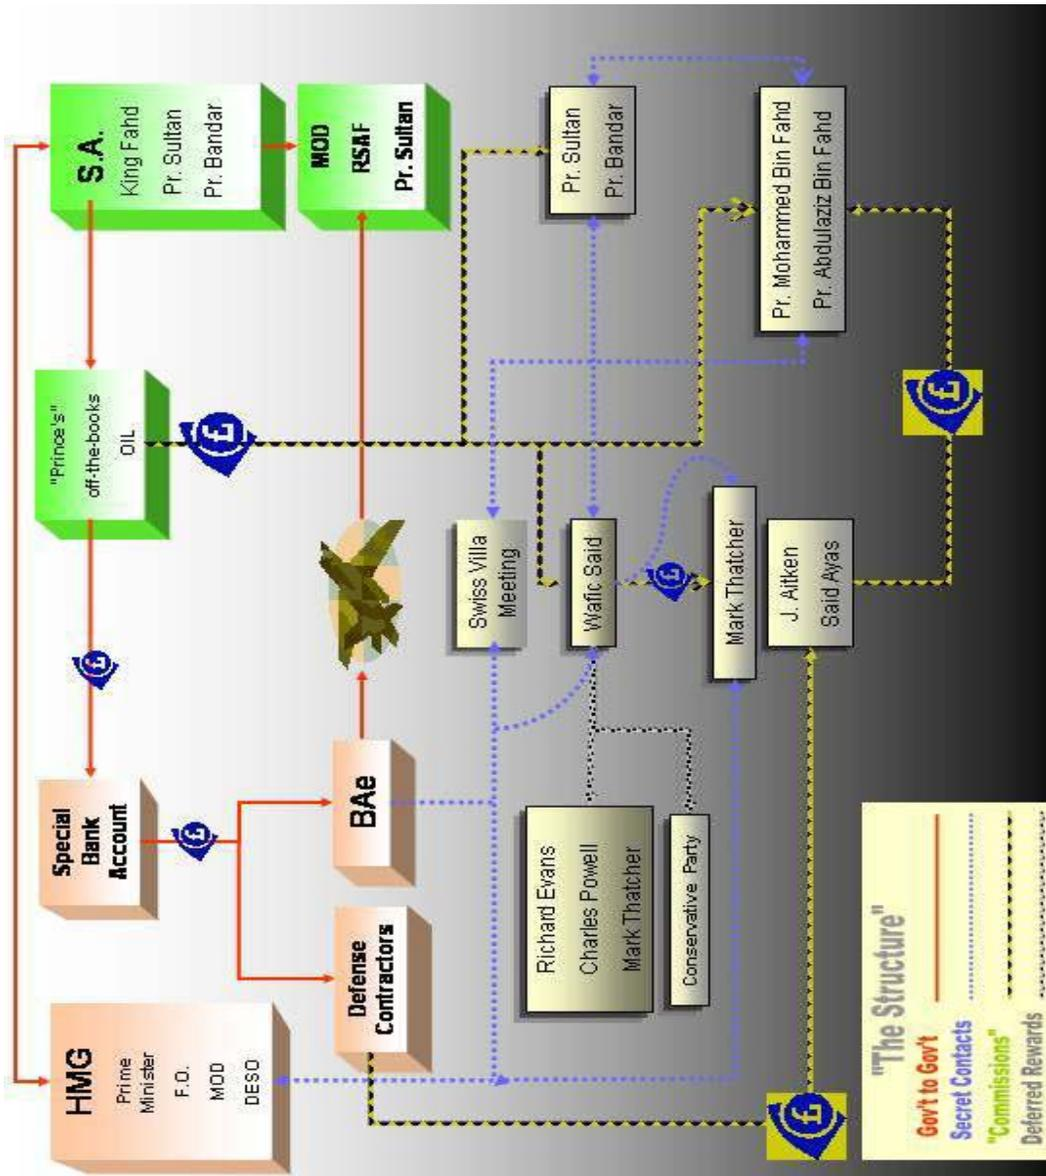 HMG
Prime
Minister
F.O.
MOD
DESO
Special
Bank
Account
"Prince's"
off-the-books
OIL
S.A.
King Fahd
Pr. Sultan
Pr. Bandar
Defense
Contractors
BAe
MOD
RSAF
Pr. Sultan
£
£
£
Swiss Villa
Meeting
Richard Evans
Charles Powell
Mark Thatcher
Wafic Said
Pr. Sultan
Pr. Bandar
Conservative Party
£
Mark Thatcher
J. Aitken
Said Ayas
Pr. Mohammed Bin Fahd
Pr. Abdulaziz Bin Fahd
£
£
"The Structure"
Gov't to Gov't
Secret Contacts
"Commissions"
Deferred Rewards